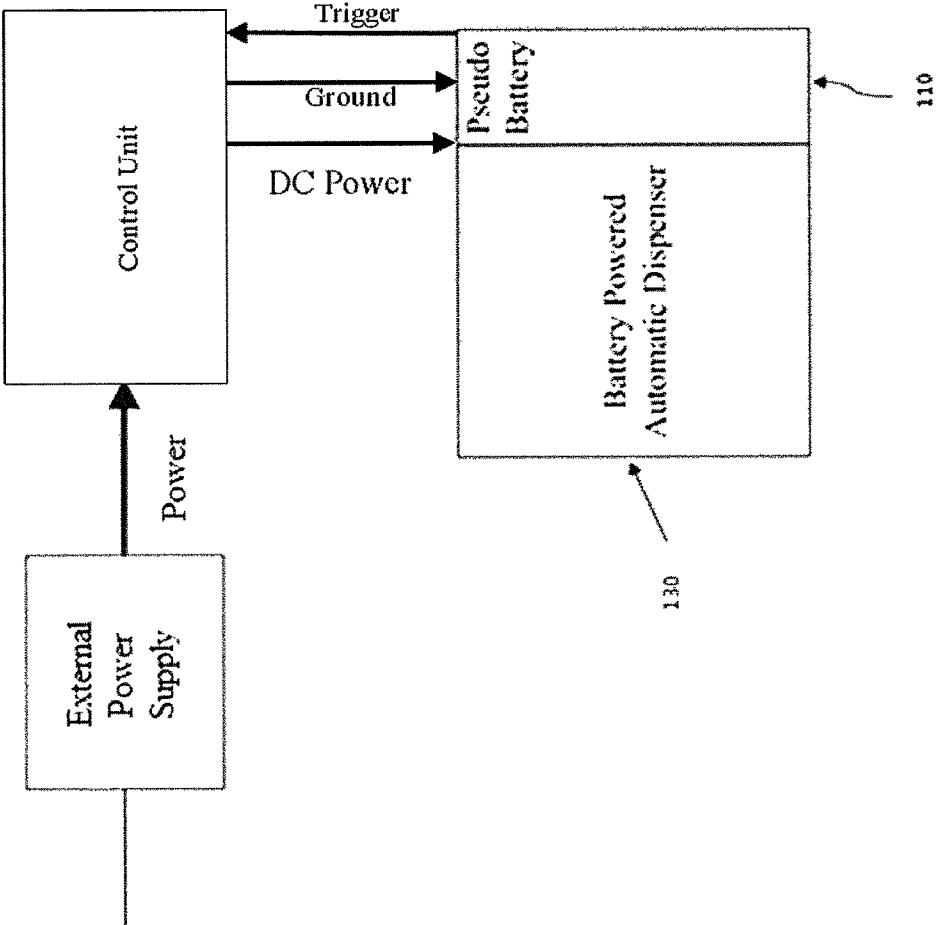 Trigger
Ground
DC Power
Control Unit
Pseudo
Battery
110
Battery Powered
Automatic Dispenser
130
Power
External
Power
Supply